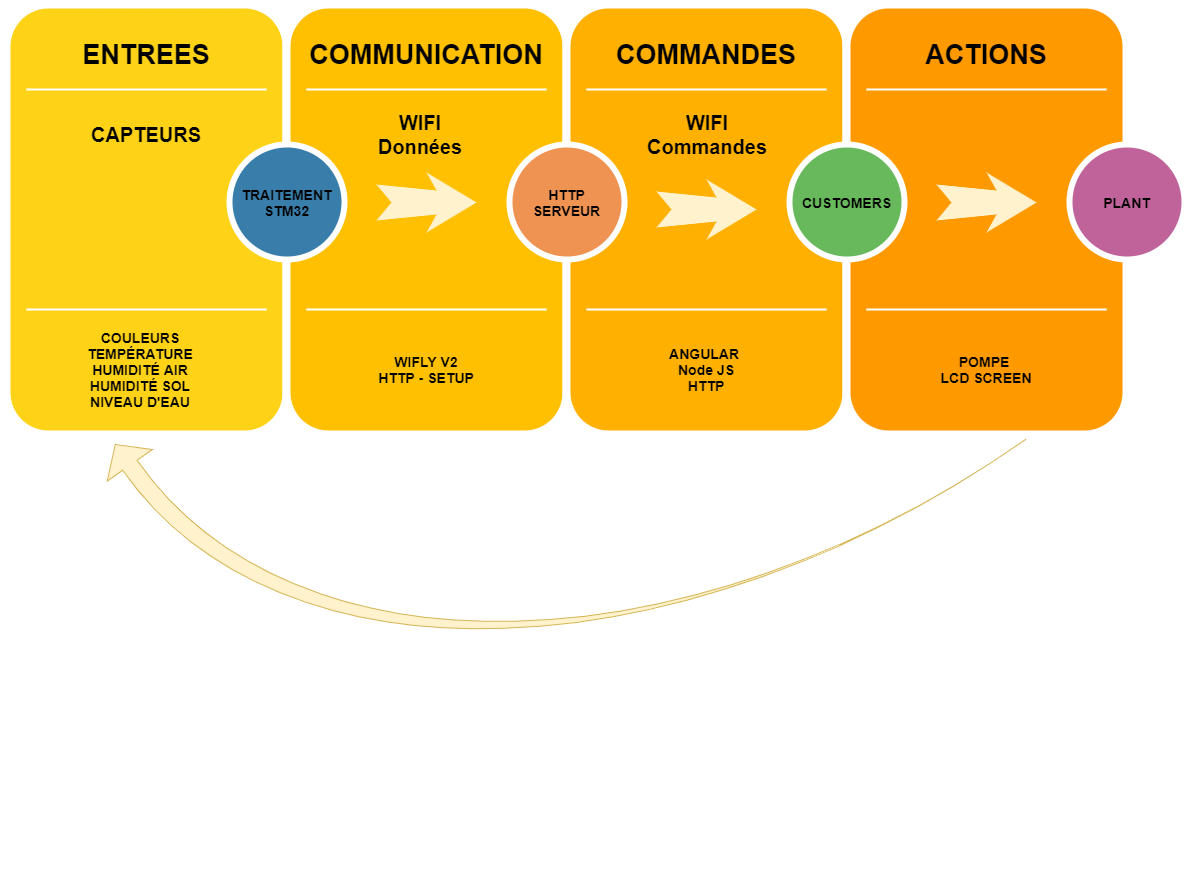 ENTREES
CAPTEURS
TRAITEMENT
STM32
COULEURS
TEMPÉRATURE
HUMIDITÉ AIR
HUMIDITÉ SOL
NIVEAU D'EAU
COMMUNICATION
WIFI
Données
HTTP
SERVEUR
WIFLY V2
HTTP - SETUP
COMMANDES
WIFI
Commandes
CUSTOMERS
ANGULAR
Node JS
HTTP
ACTIONS
PLANT
POMPE
LCD SCREEN